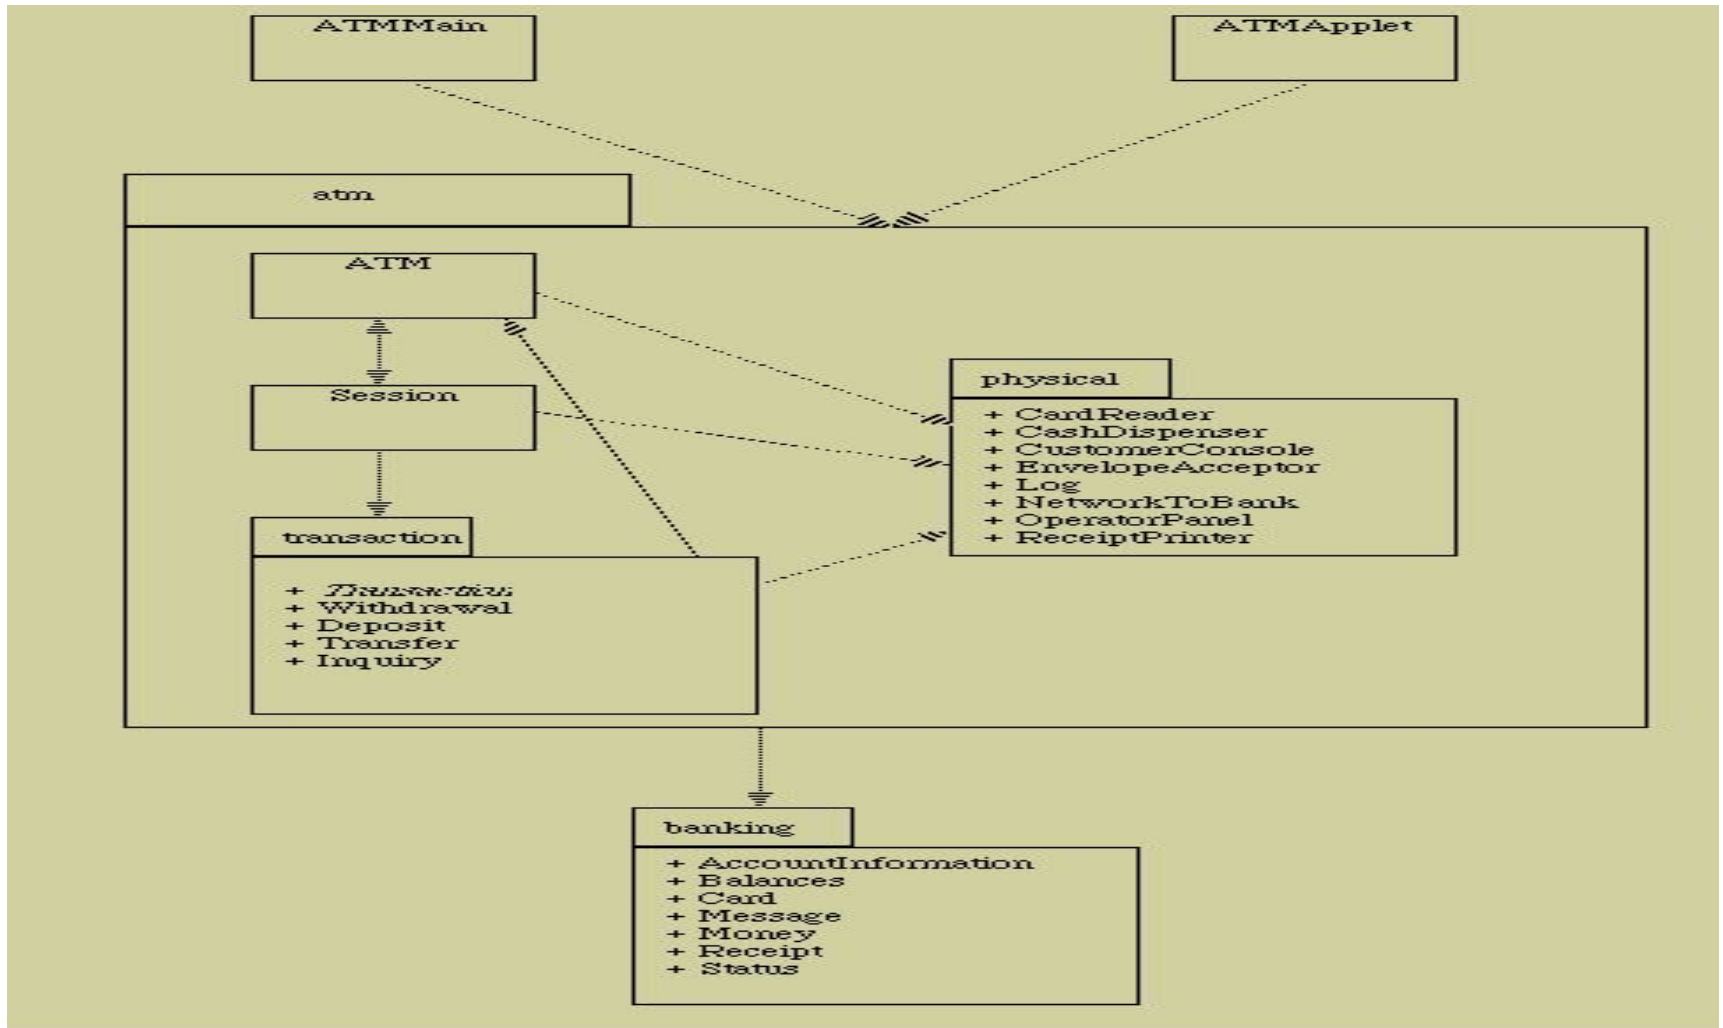 ATMMain
ATMApplet
atm
ATM
Session
physical
+ CardReader
+ CashDispenser
+ CustomerConsole
+ EnvelopeAcceptor
+ Log
+ NetworkToBank
+ OperatorPanel
+ ReceiptPrinter
transaction
+ Transaction
+ Withdrawal
+ Deposit
+ Transfer
+ Inquiry
banking
+ AccountInformation
+ Balances
+ Card
+ Message
+ Money
+ Receipt
+ Status